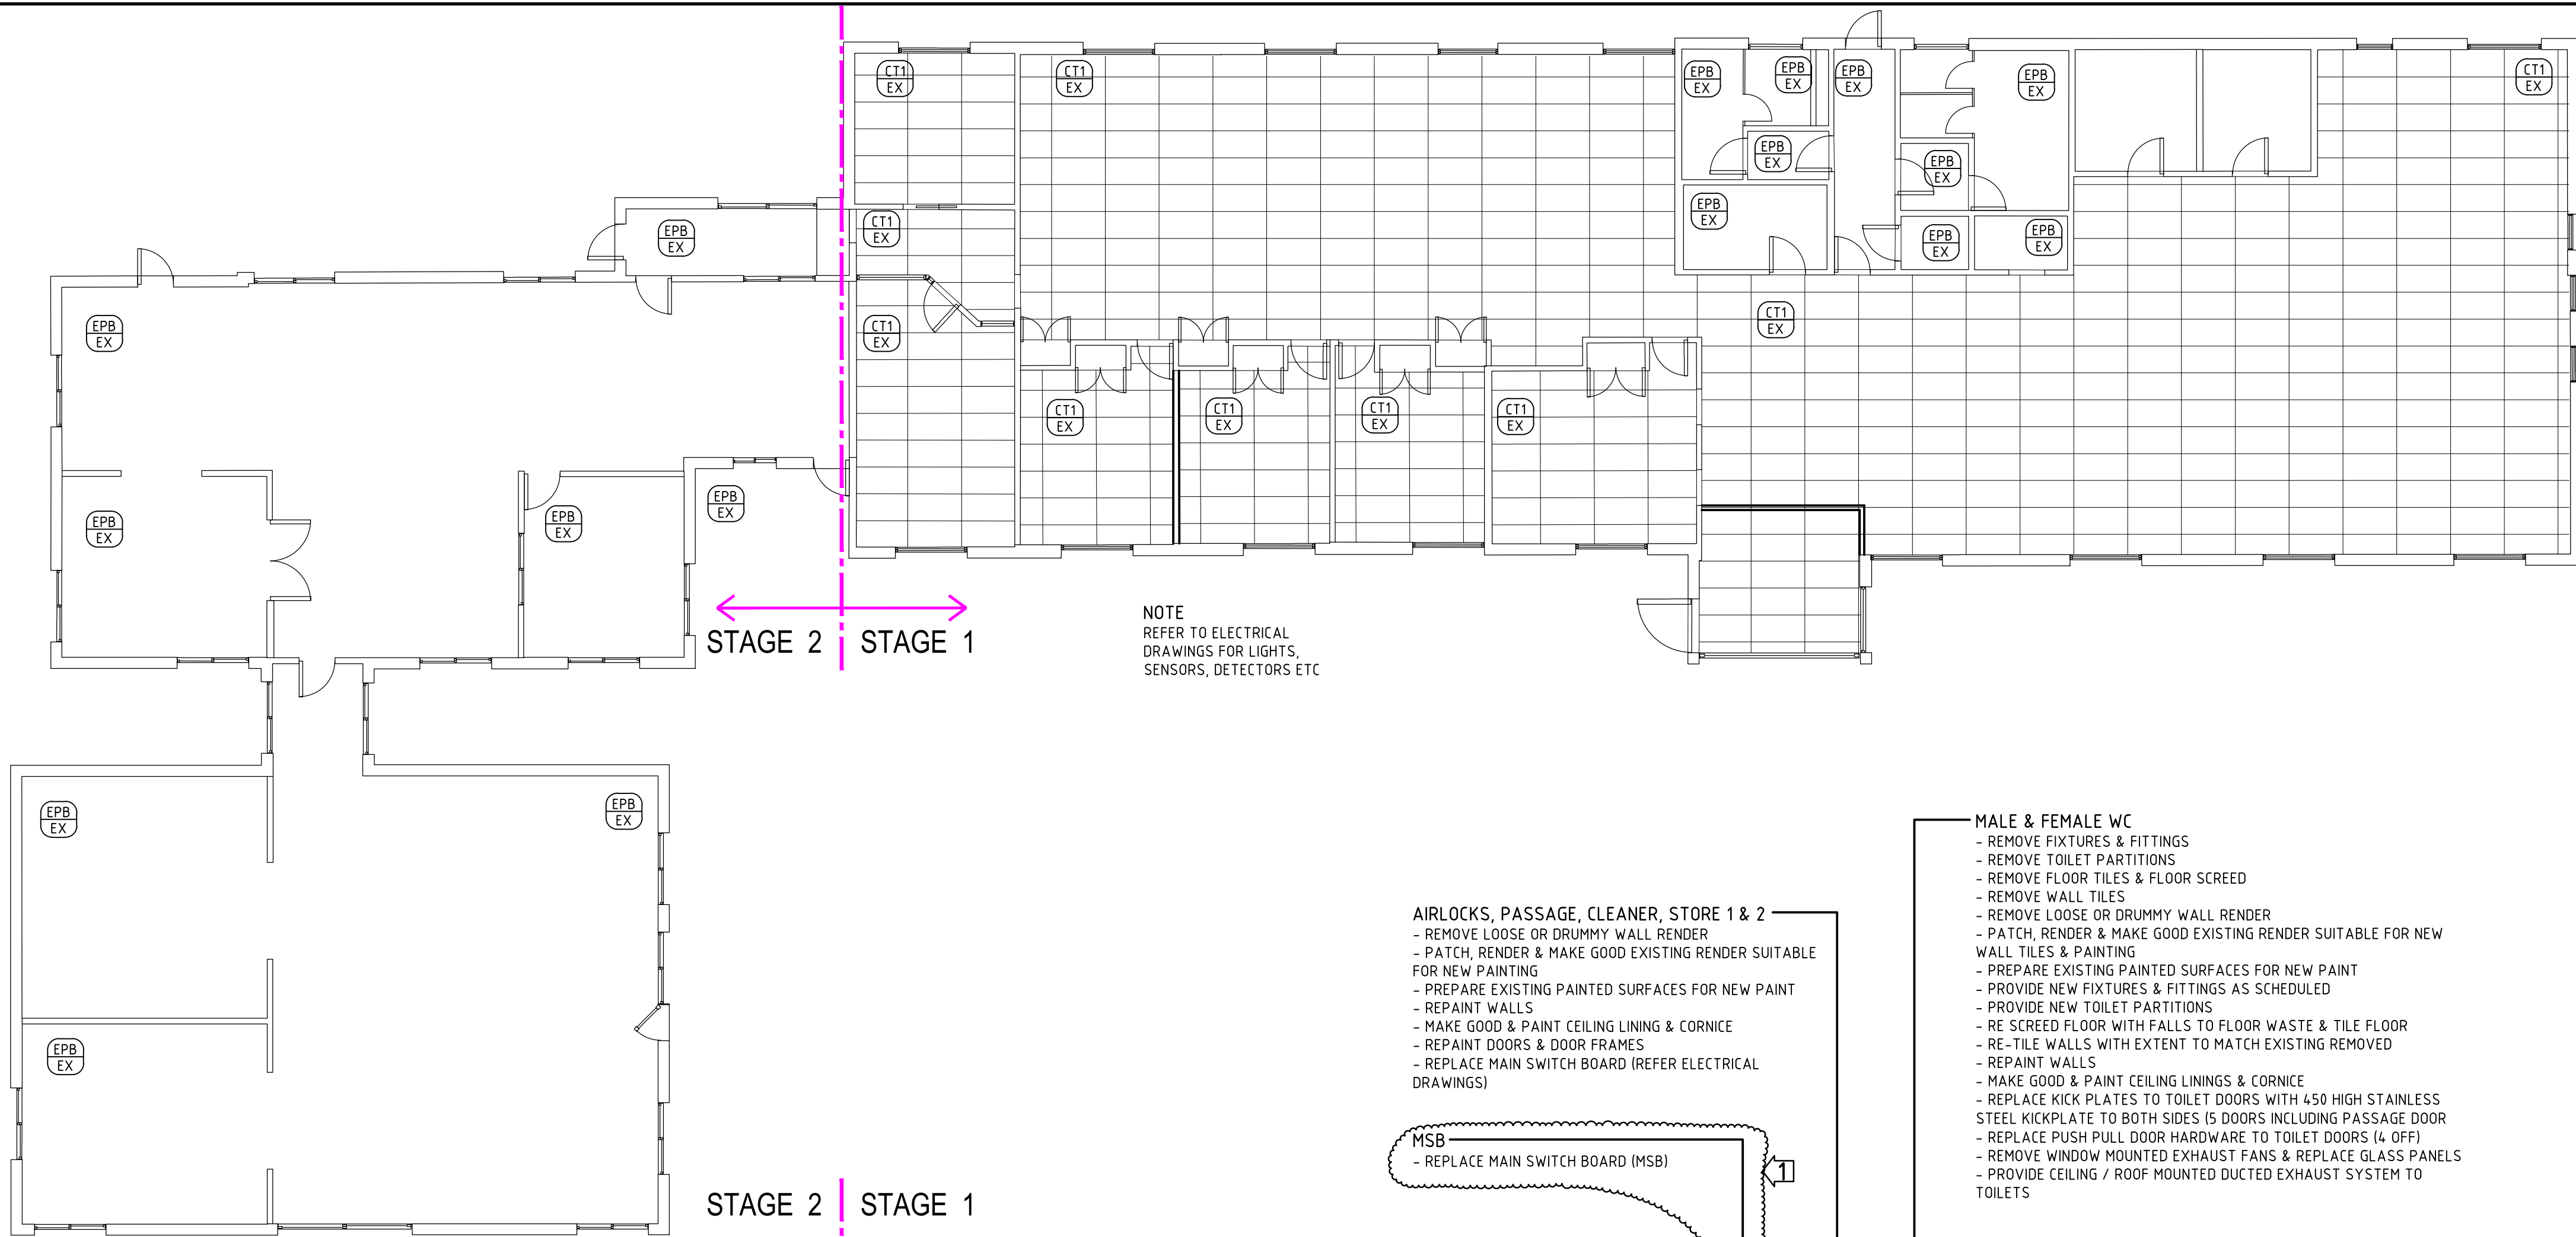 CT1
EX
CT1
EX
EPB
EX
EPB
EX
EPB
EX
EPB
EX
CT1
EX
EPB
EX
EPB
EX
EPB
EX
CT1
EX
EPB
EX
EPB
EX
EPB
EX
EPB
EX
CT1
EX
CT1
EX
CT1
EX
CT1
EX
CT1
EX
CT1
EX
EPB
EX
EPB
EX
EPB
EX
EPB
EX
STAGE 2
STAGE 1
NOTE
REFER TO ELECTRICAL
DRAWINGS FOR LIGHTS,
SENSORS, DETECTORS ETC
EPB
EX
EPB
EX
EPB
EX
STAGE 2
STAGE 1
AIRLOCKS, PASSAGE, CLEANER, STORE 1 & 2
- REMOVE LOOSE OR DRUMMY WALL RENDER
- PATCH, RENDER & MAKE GOOD EXISTING RENDER SUITABLE
FOR NEW PAINTING
- PREPARE EXISTING PAINTED SURFACES FOR NEW PAINT
- REPAINT WALLS
- MAKE GOOD & PAINT CEILING LINING & CORNICE
- REPAINT DOORS & DOOR FRAMES
- REPLACE MAIN SWITCH BOARD (REFER ELECTRICAL
DRAWINGS)
MSB
- REPLACE MAIN SWITCH BOARD (MSB)
1
MALE & FEMALE WC
- REMOVE FIXTURES & FITTINGS
- REMOVE TOILET PARTITIONS
- REMOVE FLOOR TILES & FLOOR SCREED
- REMOVE WALL TILES
- REMOVE LOOSE OR DRUMMY WALL RENDER
- PATCH, RENDER & MAKE GOOD EXISTING RENDER SUITABLE FOR NEW
WALL TILES & PAINTING
- PREPARE EXISTING PAINTED SURFACES FOR NEW PAINT
- PROVIDE NEW FIXTURES & FITTINGS AS SCHEDULED
- PROVIDE NEW TOILET PARTITIONS
- RE SCREED FLOOR WITH FALLS TO FLOOR WASTE & TILE FLOOR
- RE-TILE WALLS WITH EXTENT TO MATCH EXISTING REMOVED
- REPAINT WALLS
- MAKE GOOD & PAINT CEILING LININGS & CORNICE
- REPLACE KICK PLATES TO TOILET DOORS WITH 450 HIGH STAINLESS
STEEL KICKPLATE TO BOTH SIDES (5 DOORS INCLUDING PASSAGE DOOR
- REPLACE PUSH PULL DOOR HARDWARE TO TOILET DOORS (4 OFF)
- REMOVE WINDOW MOUNTED EXHAUST FANS & REPLACE GLASS PANELS
- PROVIDE CEILING / ROOF MOUNTED DUCTED EXHAUST SYSTEM TO
TOILETS